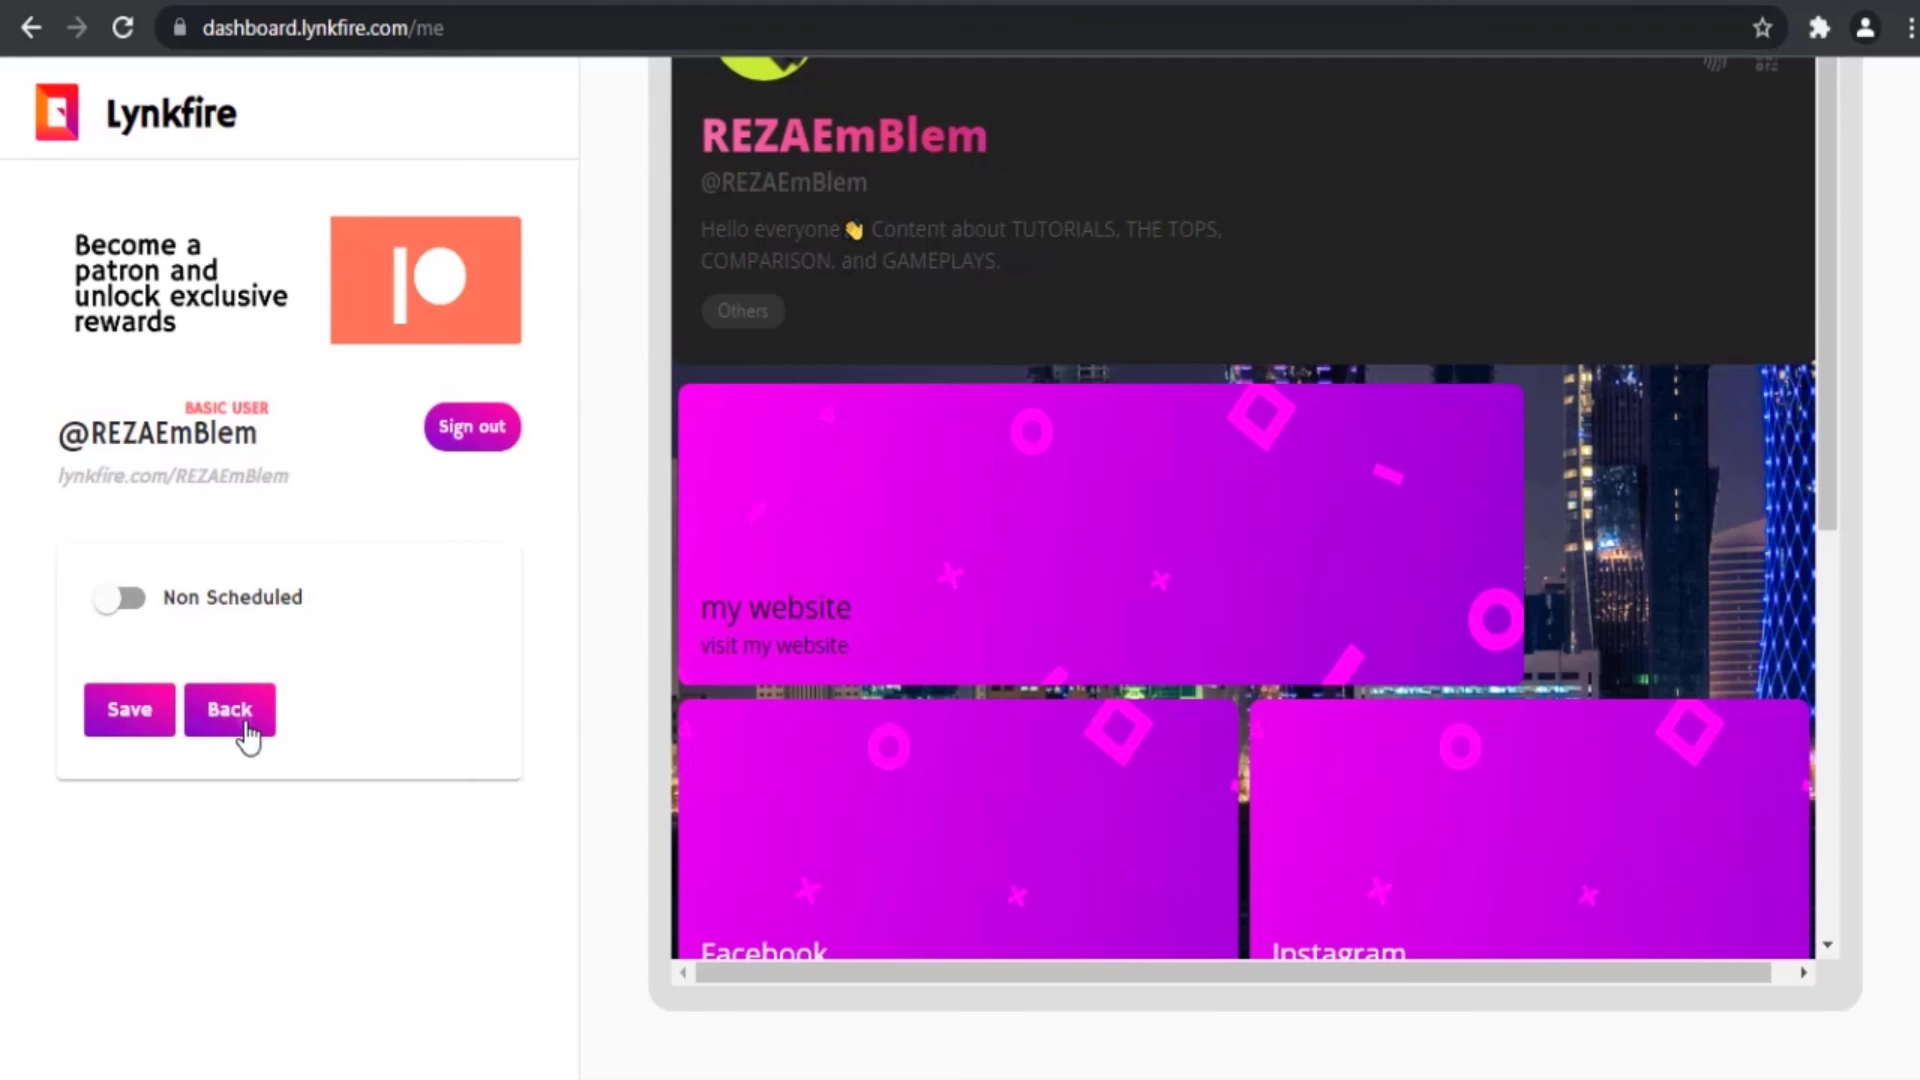 dashboard.lynkfire.com/me
Lynkfire
Become a
patron and
unlock exclusive
rewards
BASIC USER
@REZAEmBlem
Sign out
lynkfire.com/REZAEmBlem
Non Scheduled
Save
Back
REZAEmBlem
@REZAEmBlem
Hello everyone👋 Content about TUTORIALS, THE TOPS,
COMPARISON, and GAMEPLAYS.
Others
my website
visit my website
Facebook
Instagram